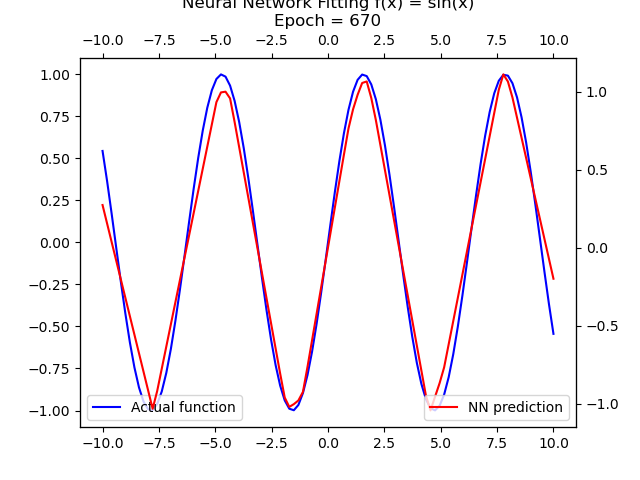 Neural Network Fitting f(x) = sin(x)
Epoch = 670
−10.0 −7.5 −5.0 −2.5 0.0 2.5 5.0 7.5 10.0
1.00
0.75
0.50
0.25
0.00
−0.25
−0.50
−0.75
−1.00
1.0
0.5
0.0
−0.5
−1.0
Actual function
NN prediction
−10.0 −7.5 −5.0 −2.5 0.0 2.5 5.0 7.5 10.0